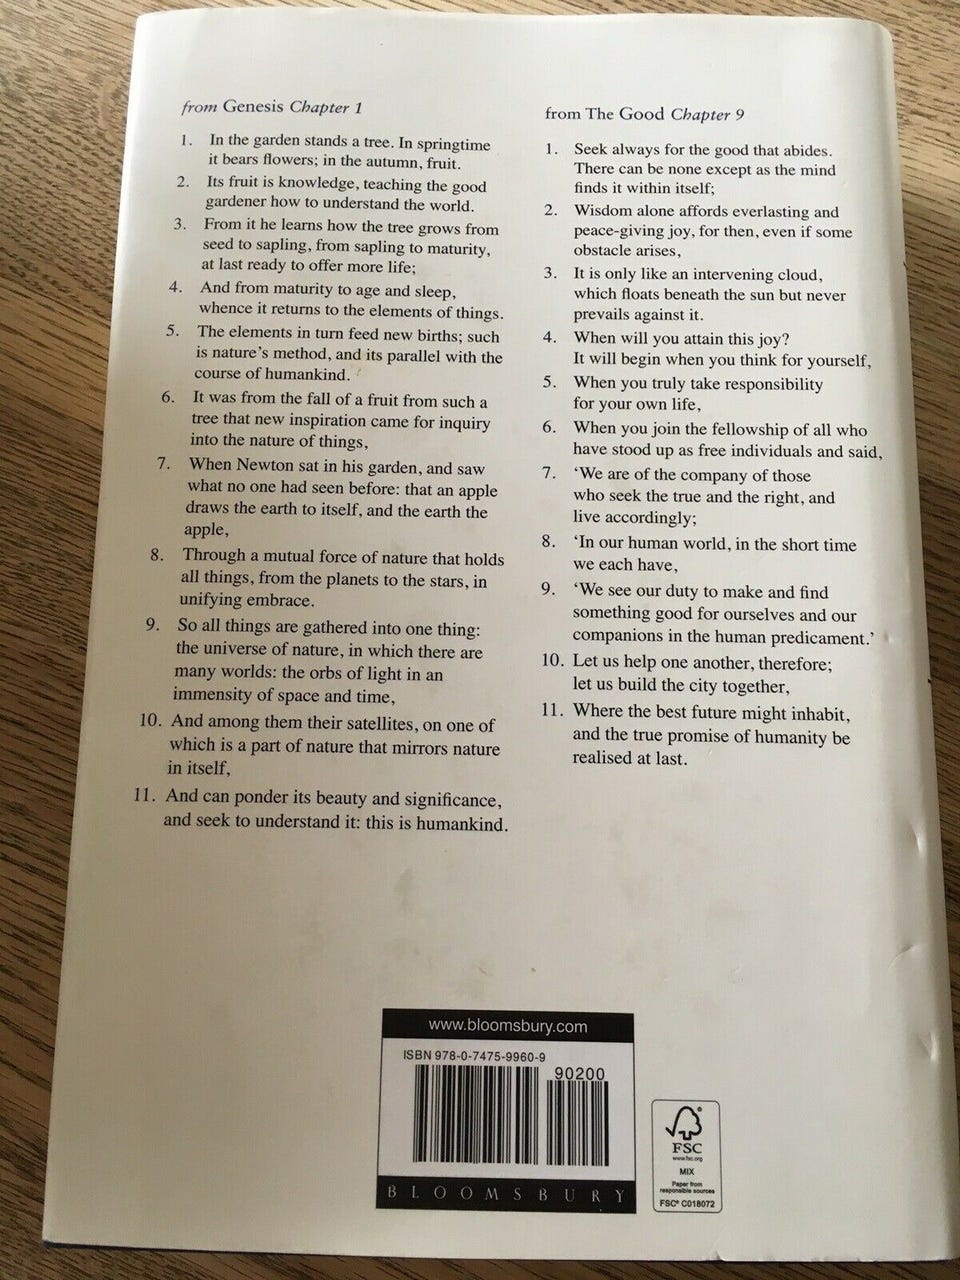 from Genesis Chapter 1
1. In the garden stands a tree. In springtime
it bears flowers; in the autumn, fruit.
2. Its fruit is knowledge, teaching the good
gardener how to understand the world.
3. From it he learns how the tree grows from
seed to sapling, from sapling to maturity,
at last ready to offer more life;
4. And from maturity to age and sleep,
whence it returns to the elements of things.
5. The elements in turn feed new births; such
is nature's method, and its parallel with the
course of humankind.
6. It was from the fall of a fruit from such a
tree that new inspiration came for inquiry
into the nature of things,
7. When Newton sat in his garden, and saw
what no one had seen before: that an apple
draws the earth to itself, and the earth the
apple,
8. Through a mutual force of nature that holds
all things, from the planets to the stars, in
unifying embrace.
9. So all things are gathered into one thing:
the universe of nature, in which there are
many worlds: the orbs of light in an
immensity of space and time,
10. And among them their satellites, on one of
which is a part of nature that mirrors nature
in itself,
11. And can ponder its beauty and significance,
and seek to understand it: this is humankind.
from The Good Chapter 9
1. Seek always for the good that abides.
There can be none except as the mind
finds it within itself;
2. Wisdom alone affords everlasting and
peace-giving joy, for then, even if some
obstacle arises,
3. It is only like an intervening cloud,
which floats beneath the sun but never
prevails against it.
4. When will you attain this joy?
It will begin when you think for yourself,
5. When you truly take responsibility
for your own life,
6. When you join the fellowship of all who
have stood up as free individuals and said,
7. 'We are of the company of those
who seek the true and the right, and
live accordingly;
8. 'In our human world, in the short time
we each have,
9. 'We see our duty to make and find
something good for ourselves and our
companions in the human predicament.'
10. Let us help one another, therefore;
let us build the city together,
11. Where the best future might inhabit,
and the true promise of humanity be
realised at last.
www.bloomsbury.com
ISBN 978-0-7475-9960-9
90200
BLOOMSBURY
FSC
www.fsc.org
MIX
Paper from
responsible sources
FSC® C018072